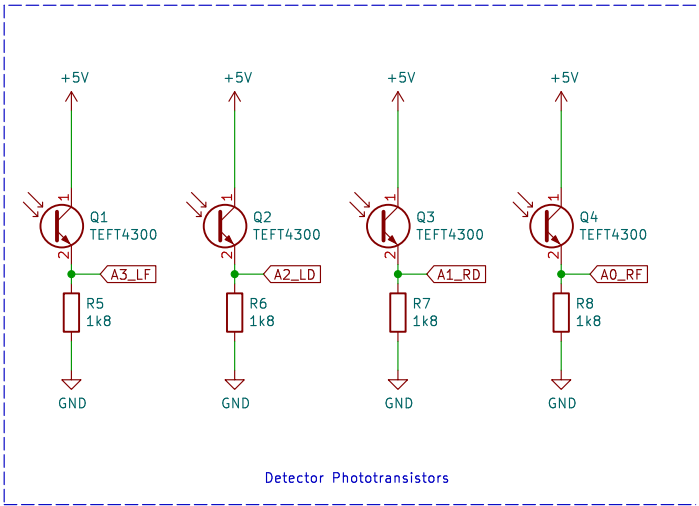 +5V +5V +5V +5V
1 1 1 1
Q1 Q2 Q3 Q4
TEFT4300 TEFT4300 TEFT4300 TEFT4300
2 2 2 2
A3_LF A2_LD A1_RD A0_RF
R5 R6 R7 R8
1k8 1k8 1k8 1k8
GND GND GND GND
Detector Phototransistors